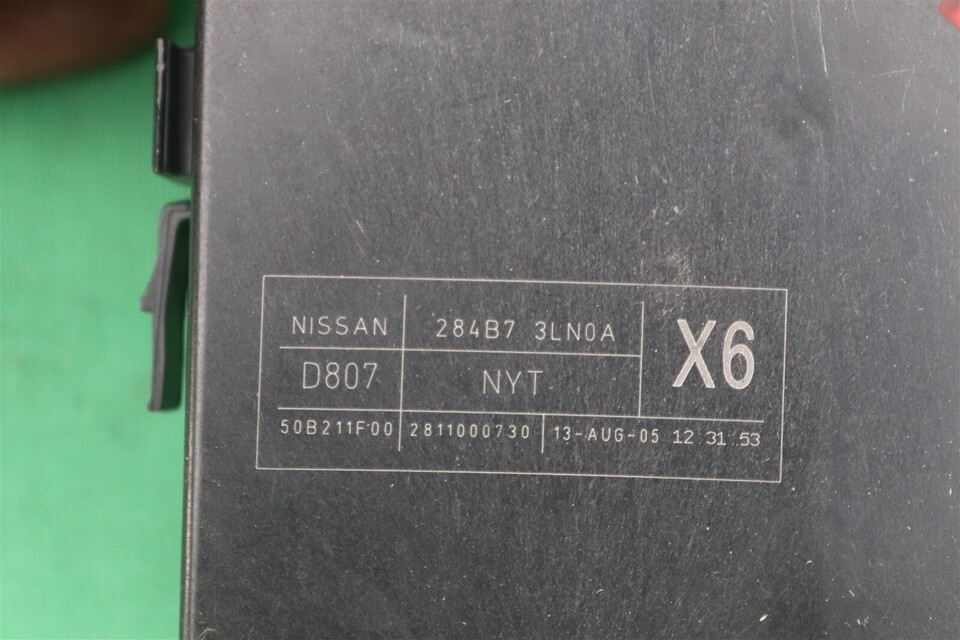 NISSAN 284B7 3LN0A X6
D807 NYT
50B211F00 2811000730 13-AUG-05 12:31:53